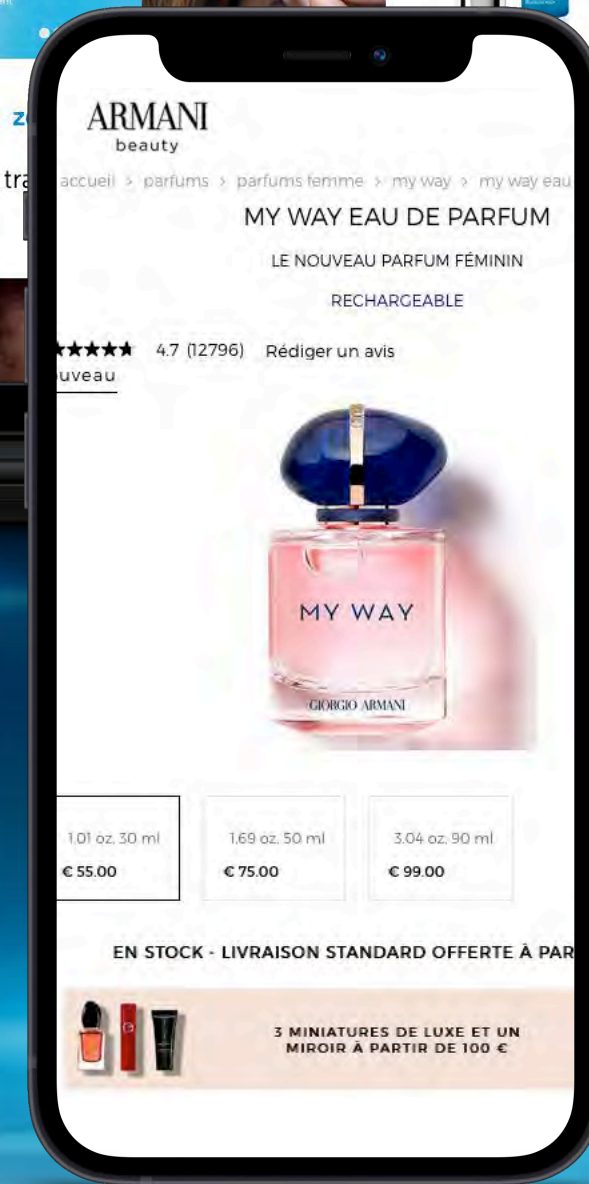 ARMANI
beauty
accueil > parfums > parfums femme > my way > my way eau
MY WAY EAU DE PARFUM
LE NOUVEAU PARFUM FÉMININ
RECHARGEABLE
4.7 (12796) Rédiger un avis
uveau
MY WAY
GIORGIO ARMANI
1.01 oz. 30 ml 1.69 oz. 50 ml 3.04 oz. 90 ml
€ 55.00 € 75.00 € 99.00
EN STOCK - LIVRAISON STANDARD OFFERTE À PAR
3 MINIATURES DE LUXE ET UN
MIROIR À PARTIR DE 100 €